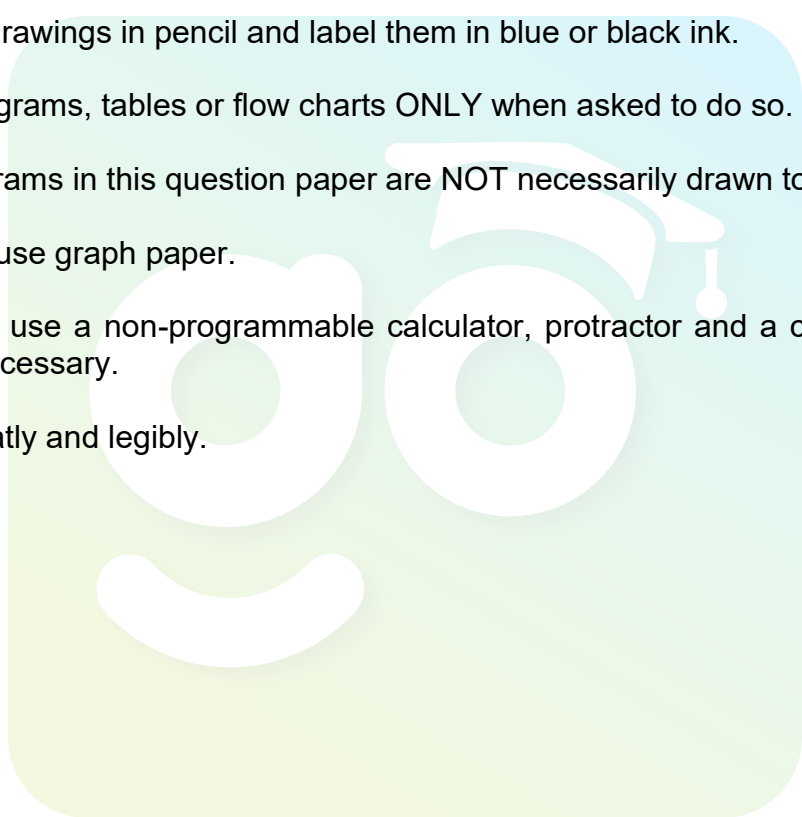 rawings in pencil and label them in blue or black ink.
grams, tables or flow charts ONLY when asked to do so.
rams in this question paper are NOT necessarily drawn to
use graph paper.
use a non-programmable calculator, protractor and a c
cessary.
atly and legibly.